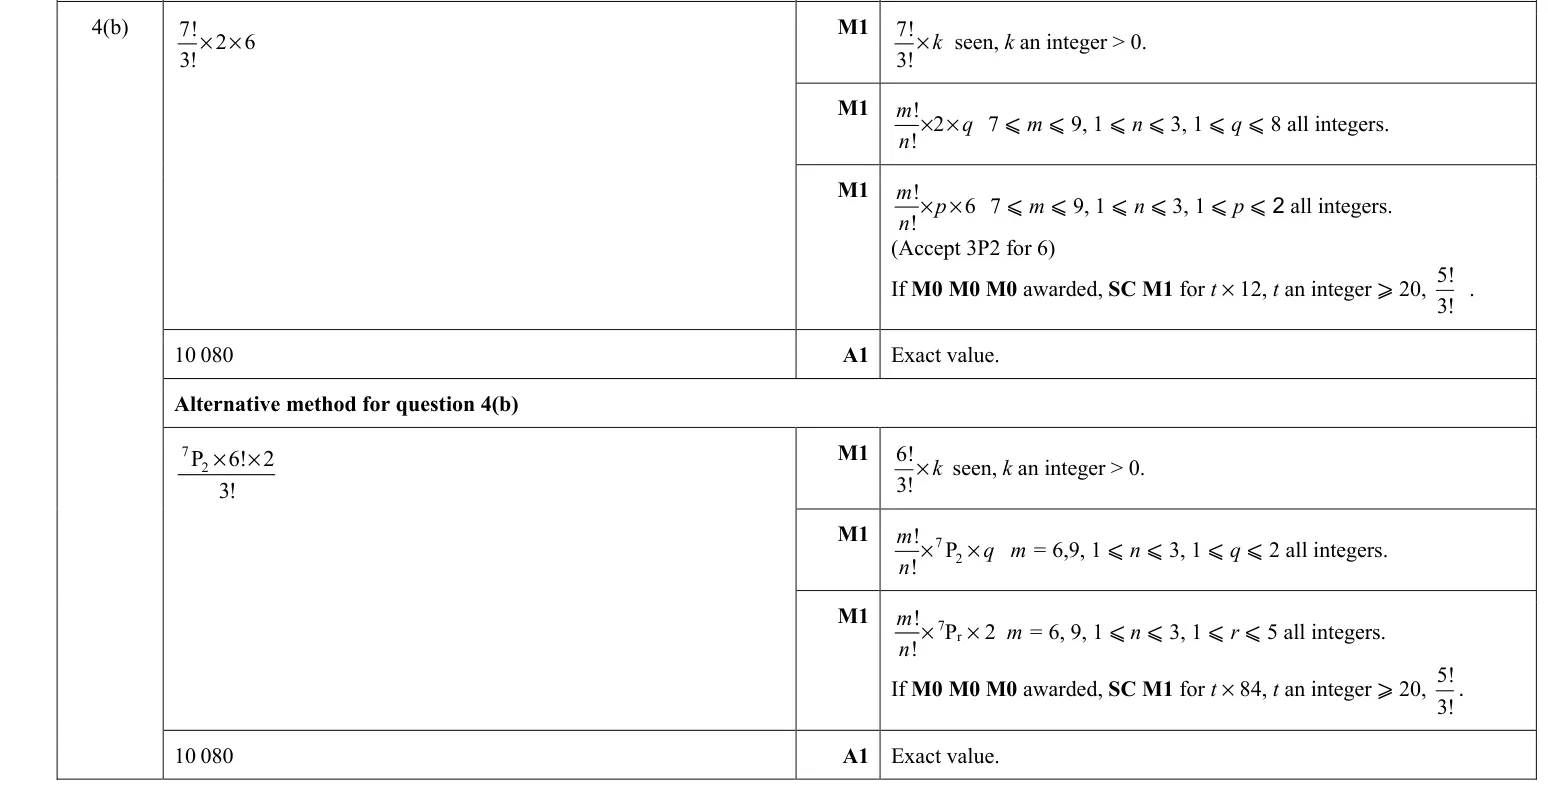 4(b)
7!/3! × 2 × 6
M1
7!/3! × k seen, k an integer > 0.
M1
m!/n! × 2 × q 7 ⩽ m ⩽ 9, 1 ⩽ n ⩽ 3, 1 ⩽ q ⩽ 8 all integers.
M1
m!/n! × p × 6 7 ⩽ m ⩽ 9, 1 ⩽ n ⩽ 3, 1 ⩽ p ⩽ 2 all integers.
(Accept 3P2 for 6)
If M0 M0 M0 awarded, SC M1 for t × 12, t an integer ⩾ 20, 5!/3! .
10 080
A1
Exact value.
Alternative method for question 4(b)
(⁷P₂ × 6! × 2)/3!
M1
6!/3! × k seen, k an integer > 0.
M1
m!/n! × ⁷P₂ × q m = 6,9, 1 ⩽ n ⩽ 3, 1 ⩽ q ⩽ 2 all integers.
M1
m!/n! × ⁷Pᵣ × 2 m = 6, 9, 1 ⩽ n ⩽ 3, 1 ⩽ r ⩽ 5 all integers.
If M0 M0 M0 awarded, SC M1 for t × 84, t an integer ⩾ 20, 5!/3!.
10 080
A1
Exact value.